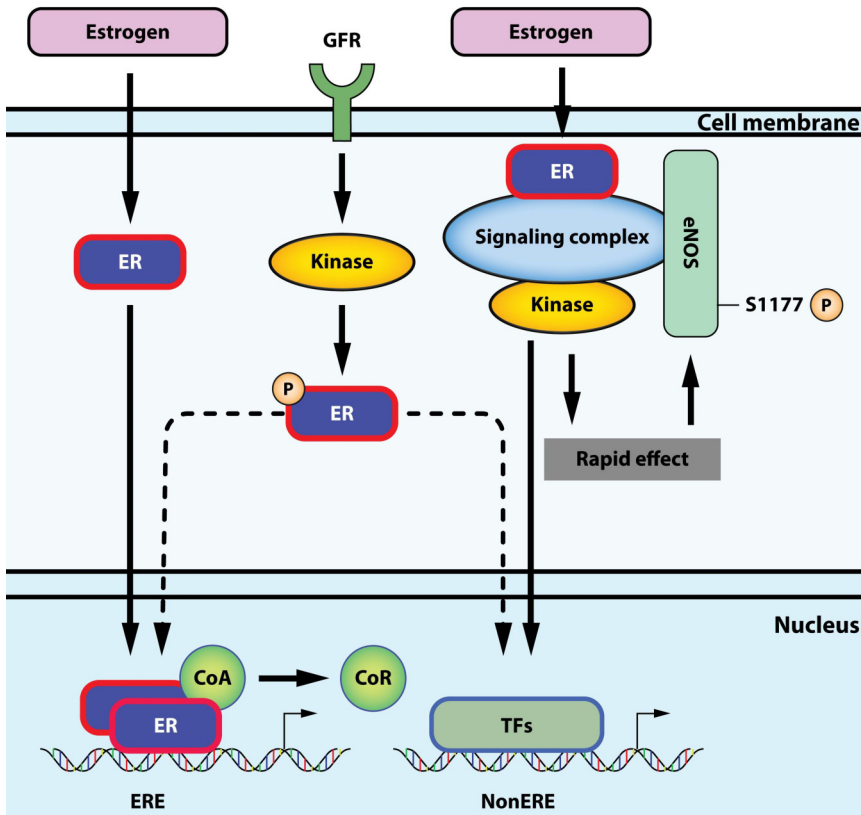 Estrogen
GFR
Estrogen
Cell membrane
ER
Signaling complex
eNOS
ER
Kinase
Kinase
S1177 P
P
ER
Rapid effect
Nucleus
CoA
CoR
ER
TFs
ERE
NonERE